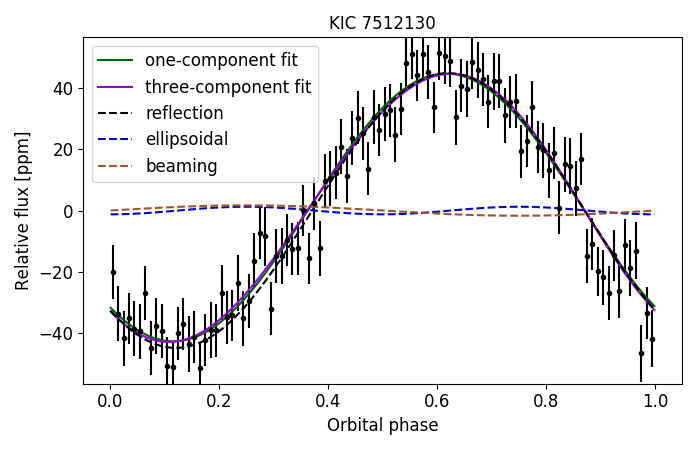 KIC 7512130
one-component fit
three-component fit
reflection
ellipsoidal
beaming
Relative flux [ppm]
40
20
0
−20
−40
0.0 0.2 0.4 0.6 0.8 1.0
Orbital phase